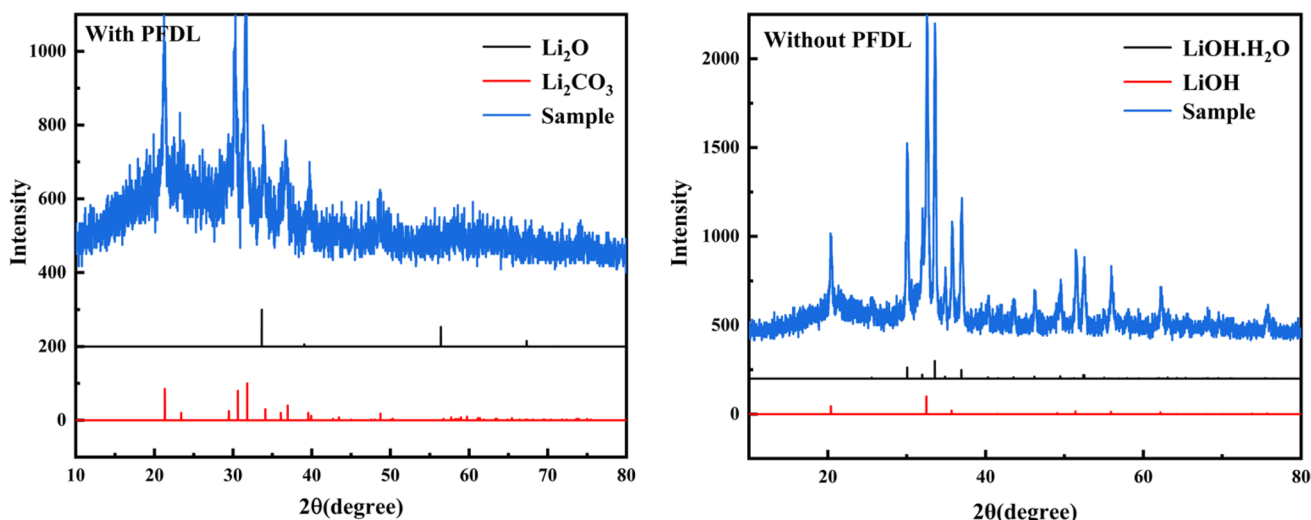 With PFDL
Li₂O
Li₂CO₃
Sample
1000
800
600
400
200
0
Intensity
10
20
30
40
50
60
70
80
2θ(degree)
Without PFDL
LiOH.H₂O
LiOH
Sample
2000
1500
1000
500
0
Intensity
20
40
60
80
2θ(degree)